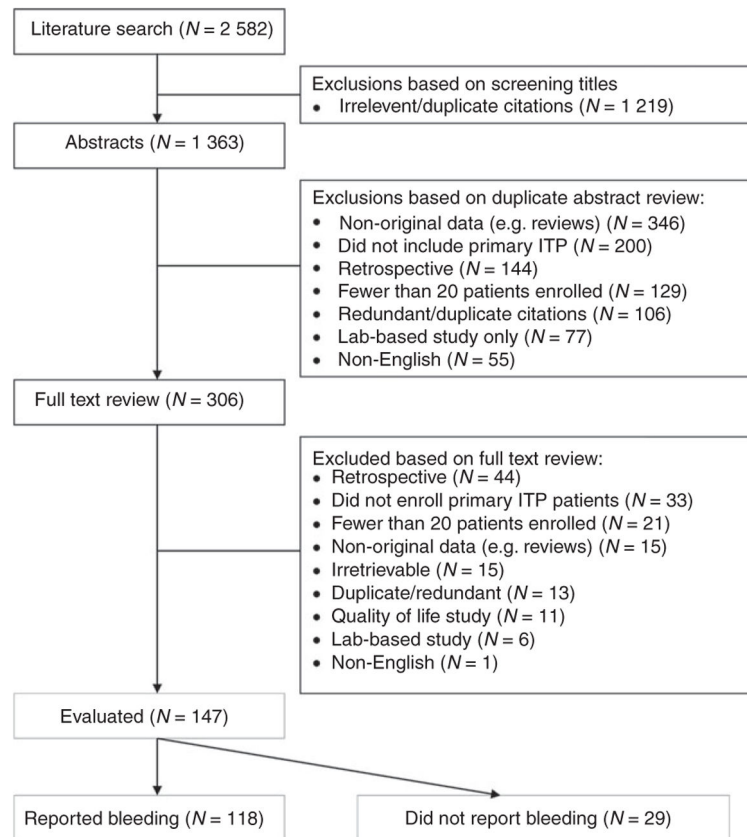 Literature search (N = 2 582)
Exclusions based on screening titles
• Irrelevent/duplicate citations (N = 1 219)
Abstracts (N = 1 363)
Exclusions based on duplicate abstract review:
• Non-original data (e.g. reviews) (N = 346)
• Did not include primary ITP (N = 200)
• Retrospective (N = 144)
• Fewer than 20 patients enrolled (N = 129)
• Redundant/duplicate citations (N = 106)
• Lab-based study only (N = 77)
• Non-English (N = 55)
Full text review (N = 306)
Excluded based on full text review:
• Retrospective (N = 44)
• Did not enroll primary ITP patients (N = 33)
• Fewer than 20 patients enrolled (N = 21)
• Non-original data (e.g. reviews) (N = 15)
• Irretrievable (N = 15)
• Duplicate/redundant (N = 13)
• Quality of life study (N = 11)
• Lab-based study (N = 6)
• Non-English (N = 1)
Evaluated (N = 147)
Reported bleeding (N = 118)
Did not report bleeding (N = 29)